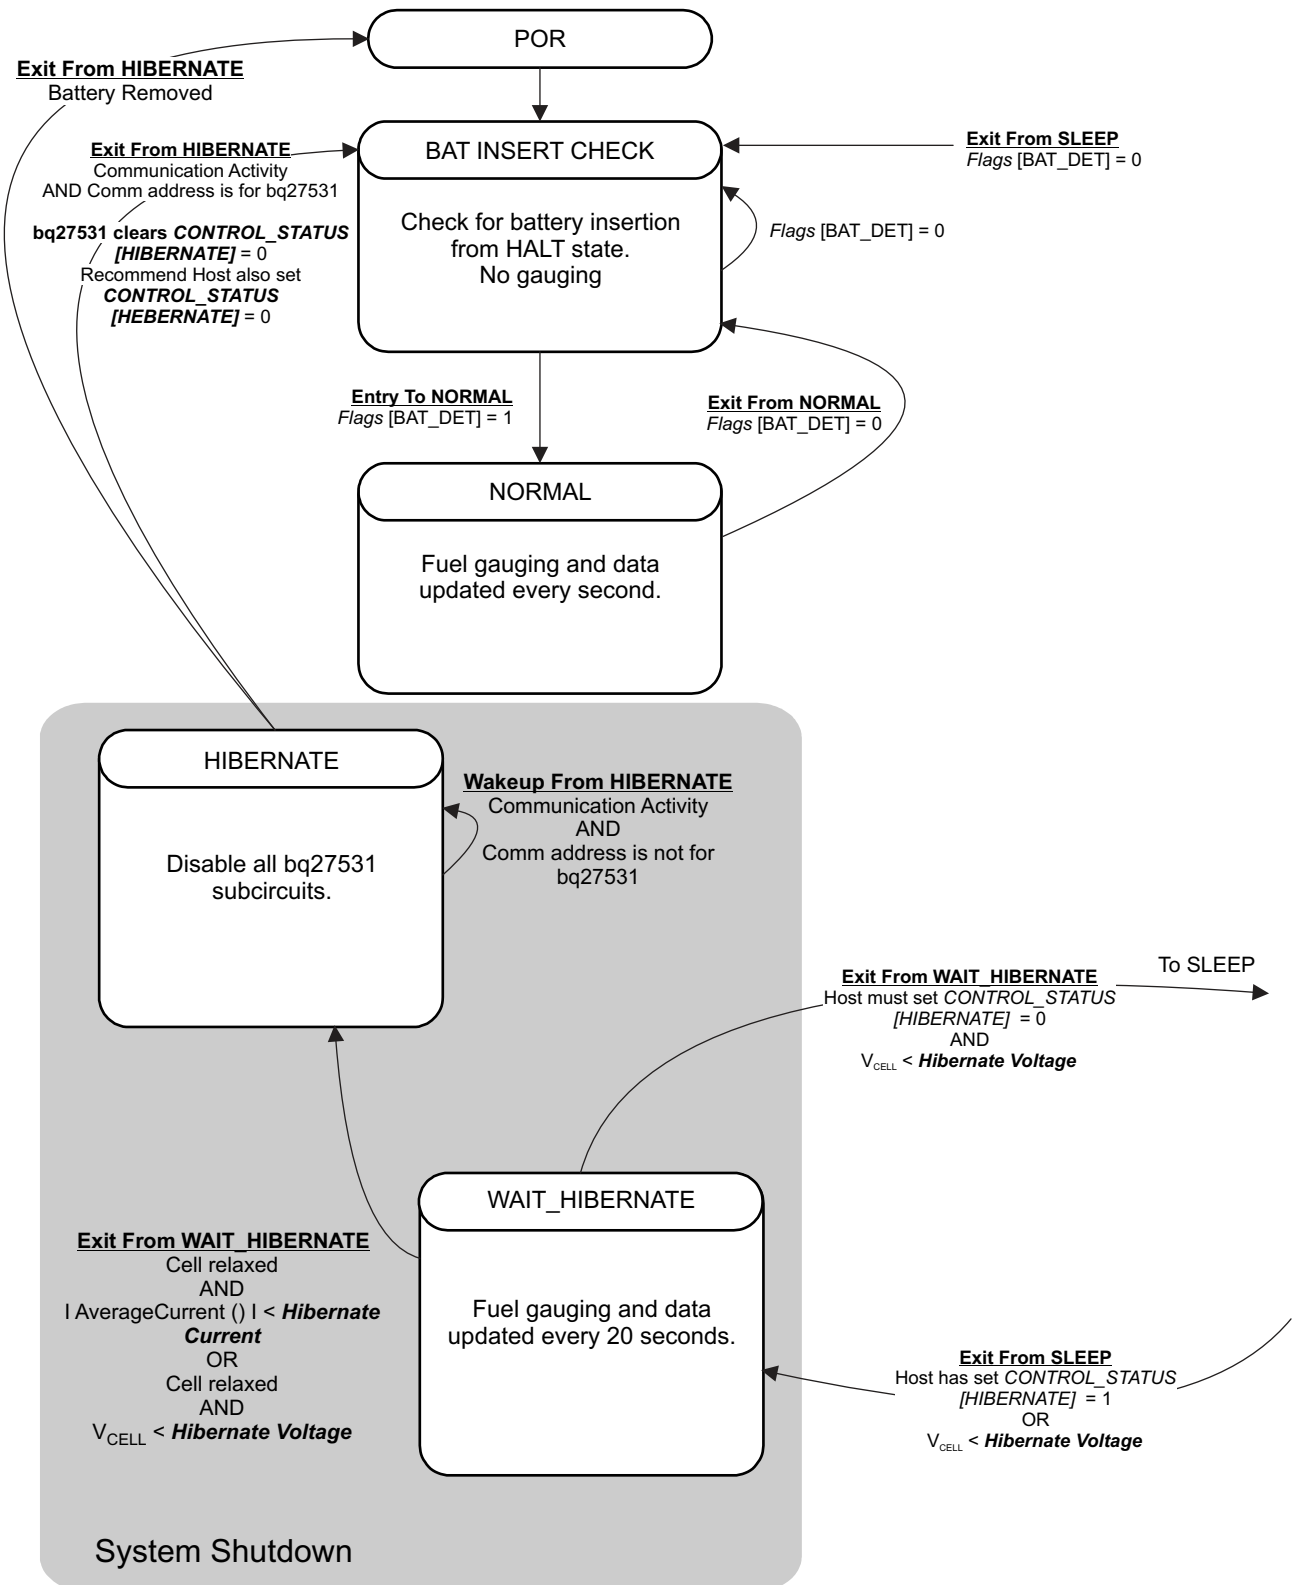 POR
Exit From HIBERNATE
Battery Removed
Exit From HIBERNATE
Communication Activity
AND Comm address is for bq27531
bq27531 clears CONTROL_STATUS
[HIBERNATE] = 0
Recommend Host also set
CONTROL_STATUS
[HEBERNATE] = 0
BAT INSERT CHECK
Check for battery insertion
from HALT state.
No gauging
Exit From SLEEP
Flags [BAT_DET] = 0
Flags [BAT_DET] = 0
Entry To NORMAL
Flags [BAT_DET] = 1
Exit From NORMAL
Flags [BAT_DET] = 0
NORMAL
Fuel gauging and data
updated every second.
HIBERNATE
Disable all bq27531
subcircuits.
Wakeup From HIBERNATE
Communication Activity
AND
Comm address is not for
bq27531
Exit From WAIT_HIBERNATE
Host must set CONTROL_STATUS
[HIBERNATE] = 0
AND
VCELL < Hibernate Voltage
To SLEEP
WAIT_HIBERNATE
Fuel gauging and data
updated every 20 seconds.
Exit From WAIT_HIBERNATE
Cell relaxed
AND
I AverageCurrent () I < Hibernate
Current
OR
Cell relaxed
AND
VCELL < Hibernate Voltage
Exit From SLEEP
Host has set CONTROL_STATUS
[HIBERNATE] = 1
OR
VCELL < Hibernate Voltage
System Shutdown